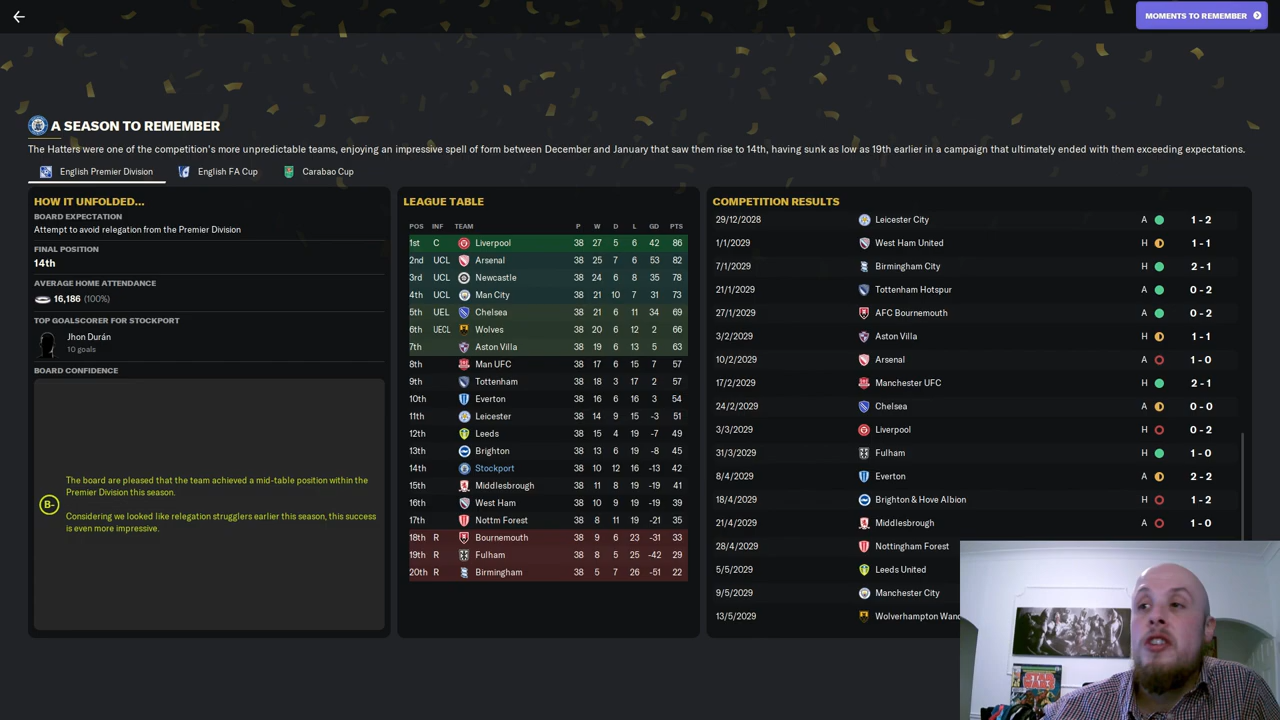 MOMENTS TO REMEMBER
A SEASON TO REMEMBER
The Hatters were one of the competition's more unpredictable teams, enjoying an impressive spell of form between December and January that saw them rise to 14th, having sunk as low as 19th earlier in a campaign that ultimately ended with them exceeding expectations.
English Premier Division English FA Cup Carabao Cup
HOW IT UNFOLDED...
BOARD EXPECTATION
Attempt to avoid relegation from the Premier Division
FINAL POSITION
14th
AVERAGE HOME ATTENDANCE
16,186 (100%)
TOP GOALSCORER FOR STOCKPORT
Jhon Durán
10 goals
BOARD CONFIDENCE
B-
The board are pleased that the team achieved a mid-table position within the
Premier Division this season.
Considering we looked like relegation strugglers earlier this season, this success
is even more impressive.
LEAGUE TABLE
POS INF TEAM P W D L GD PTS
1st C Liverpool 38 27 5 6 42 86
2nd UCL Arsenal 38 25 7 6 53 82
3rd UCL Newcastle 38 24 6 8 35 78
4th UCL Man City 38 21 10 7 31 73
5th UEL Chelsea 38 21 6 11 34 69
6th UECL Wolves 38 20 6 12 2 66
7th Aston Villa 38 19 6 13 5 63
8th Man UFC 38 17 6 15 7 57
9th Tottenham 38 18 3 17 2 57
10th Everton 38 16 6 16 3 54
11th Leicester 38 14 9 15 -3 51
12th Leeds 38 15 4 19 -7 49
13th Brighton 38 13 6 19 -8 45
14th Stockport 38 10 12 16 -13 42
15th Middlesbrough 38 11 8 19 -19 41
16th West Ham 38 10 9 19 -19 39
17th Nottm Forest 38 8 11 19 -21 35
18th R Bournemouth 38 9 6 23 -31 33
19th R Fulham 38 8 5 25 -42 29
20th R Birmingham 38 5 7 26 -51 22
COMPETITION RESULTS
29/12/2028 Leicester City A 1 - 2
1/1/2029 West Ham United H 1 - 1
7/1/2029 Birmingham City H 2 - 1
21/1/2029 Tottenham Hotspur A 0 - 2
27/1/2029 AFC Bournemouth A 0 - 2
3/2/2029 Aston Villa H 1 - 1
10/2/2029 Arsenal A 1 - 0
17/2/2029 Manchester UFC H 2 - 1
24/2/2029 Chelsea A 0 - 0
3/3/2029 Liverpool H 0 - 2
31/3/2029 Fulham H 1 - 0
8/4/2029 Everton A 2 - 2
18/4/2029 Brighton & Hove Albion H 1 - 2
21/4/2029 Middlesbrough A 1 - 0
28/4/2029 Nottingham Forest
5/5/2029 Leeds United
9/5/2029 Manchester City
13/5/2029 Wolverhampton Wand
STAR
WARS